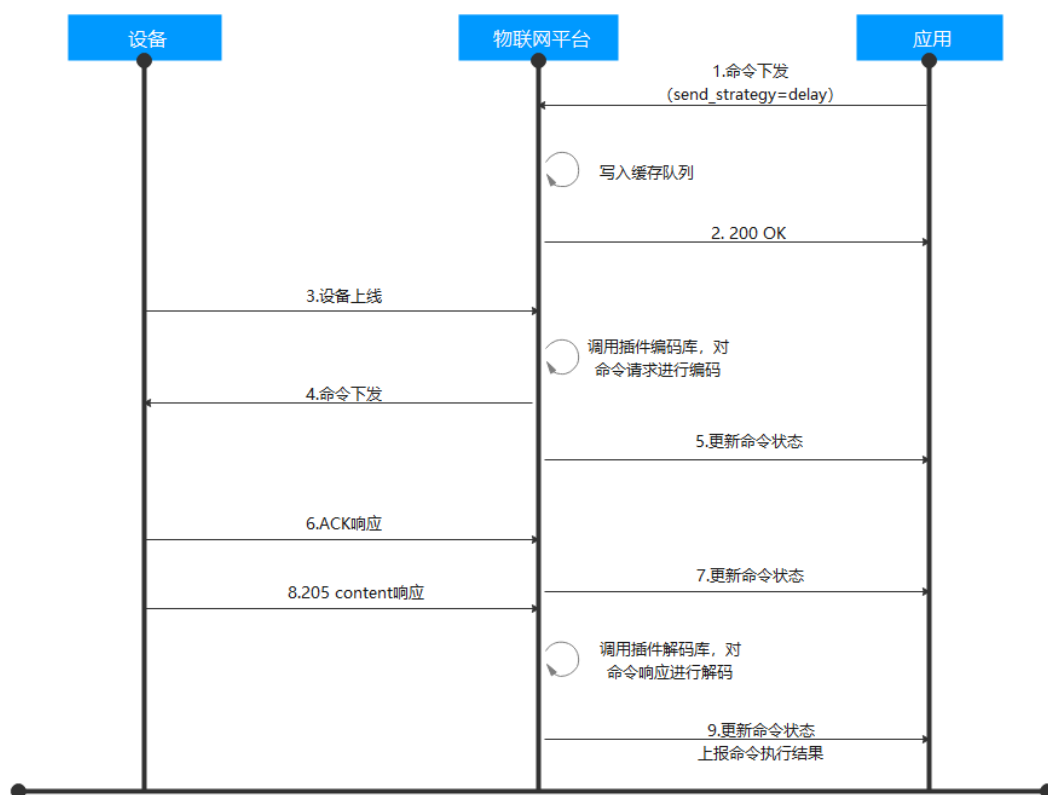 设备
物联网平台
应用
1.命令下发
（send_strategy=delay）
写入缓存队列
2. 200 OK
3.设备上线
调用插件编码库，对
命令请求进行编码
4.命令下发
5.更新命令状态
6.ACK响应
7.更新命令状态
8.205 content响应
调用插件解码库，对
命令响应进行解码
9.更新命令状态
上报命令执行结果